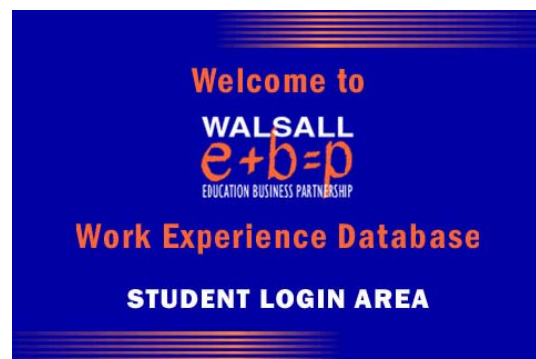 Welcome to
WALSALL
e+b=p
EDUCATION BUSINESS PARTNERSHIP
Work Experience Database
STUDENT LOGIN AREA